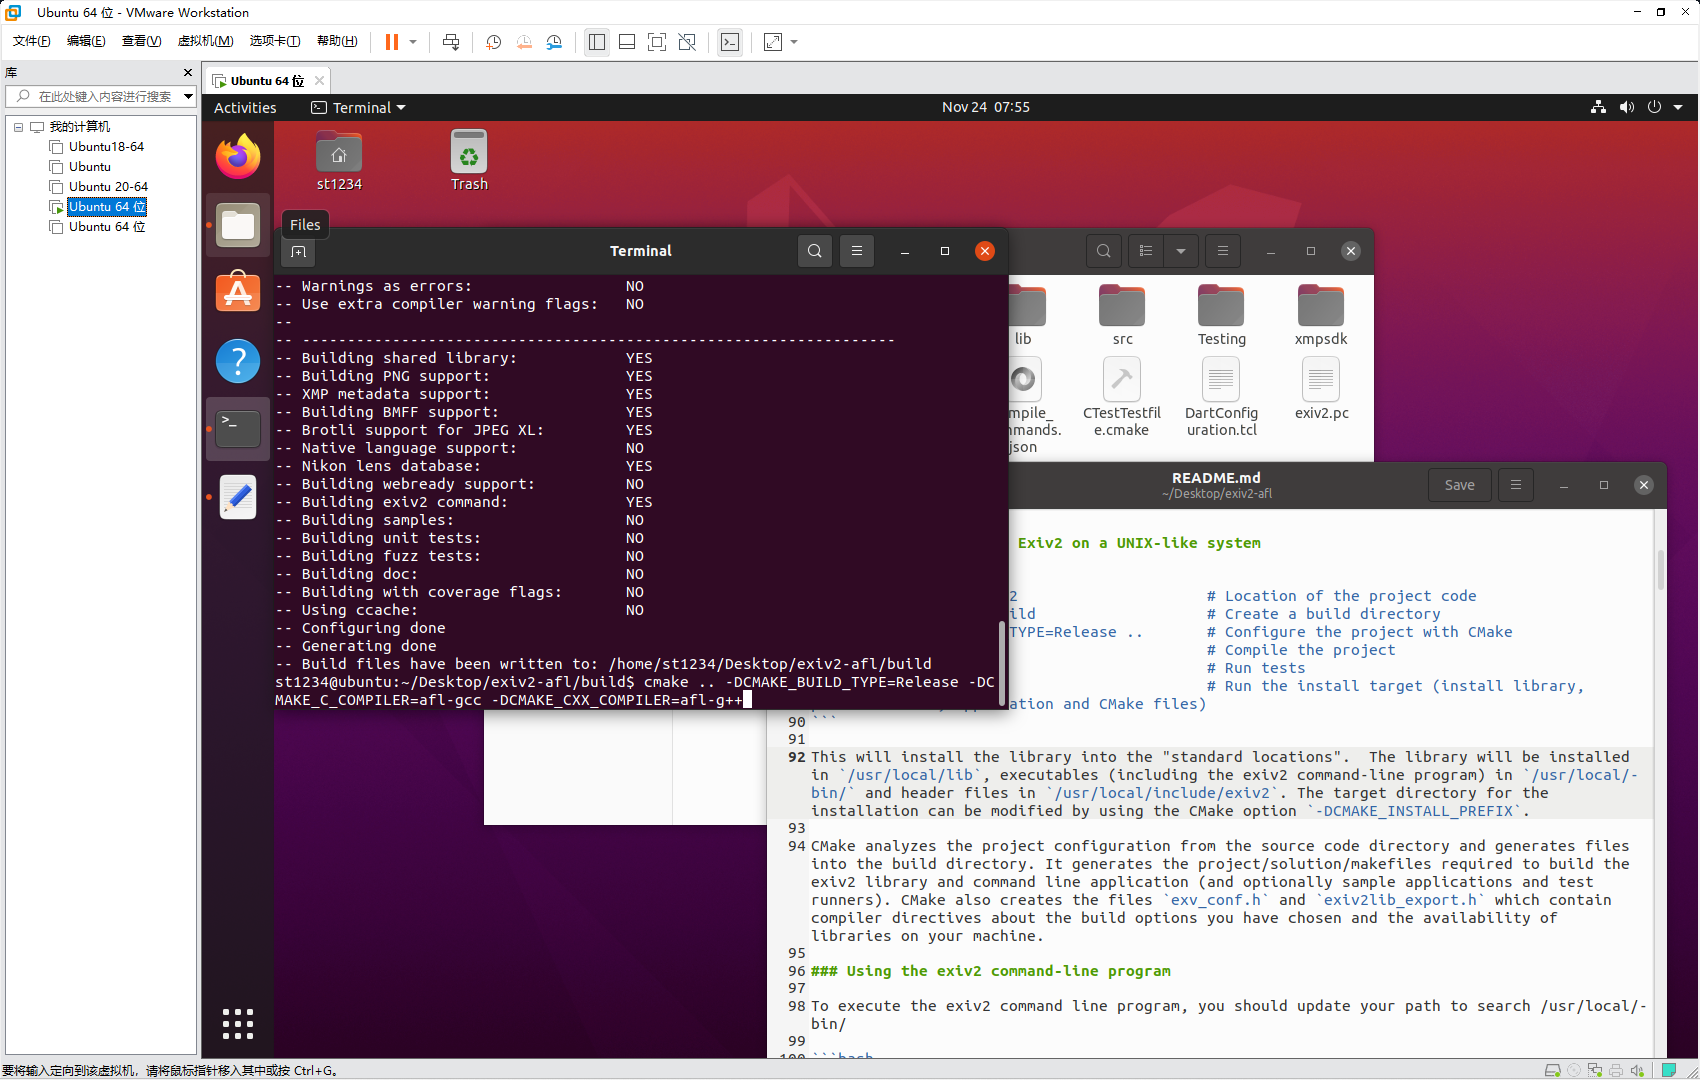 Ubuntu 64 位 - VMware Workstation
文件(F) 编辑(E) 查看(V) 虚拟机(M) 选项卡(T) 帮助(H)
库
在此处键入内容进行搜索
我的计算机
Ubuntu18-64
Ubuntu
Ubuntu 20-64
Ubuntu 64 位
Ubuntu 64 位
Ubuntu 64 位
Activities Terminal Nov 24 07:55
st1234
Trash
Files
Terminal
-- Warnings as errors: NO
-- Use extra compiler warning flags: NO
--
-- ------------------------------------------------------------------
-- Building shared library: YES
-- Building PNG support: YES
-- XMP metadata support: YES
-- Building BMFF support: YES
-- Brotli support for JPEG XL: YES
-- Native language support: NO
-- Nikon lens database: YES
-- Building webready support: NO
-- Building exiv2 command: YES
-- Building samples: NO
-- Building unit tests: NO
-- Building fuzz tests: NO
-- Building doc: NO
-- Building with coverage flags: NO
-- Using ccache: NO
-- Configuring done
-- Generating done
-- Build files have been written to: /home/st1234/Desktop/exiv2-afl/build
st1234@ubuntu:~/Desktop/exiv2-afl/build$ cmake .. -DCMAKE_BUILD_TYPE=Release -DC
MAKE_C_COMPILER=afl-gcc -DCMAKE_CXX_COMPILER=afl-g++
lib
src
Testing
xmpsdk
mpile_
mmands.
json
CTestTestfil
e.cmake
DartConfig
uration.tcl
exiv2.pc
README.md
~/Desktop/exiv2-afl
Save
Exiv2 on a UNIX-like system
2 # Location of the project code
ild # Create a build directory
TYPE=Release .. # Configure the project with CMake
# Compile the project
# Run tests
# Run the install target (install library,
ation and CMake files)
90 ```
91
92 This will install the library into the "standard locations". The library will be installed
in `/usr/local/lib`, executables (including the exiv2 command-line program) in `/usr/local/-
bin/` and header files in `/usr/local/include/exiv2`. The target directory for the
installation can be modified by using the CMake option `-DCMAKE_INSTALL_PREFIX`.
93
94 CMake analyzes the project configuration from the source code directory and generates files
into the build directory. It generates the project/solution/makefiles required to build the
exiv2 library and command line application (and optionally sample applications and test
runners). CMake also creates the files `exv_conf.h` and `exiv2lib_export.h` which contain
compiler directives about the build options you have chosen and the availability of
libraries on your machine.
95
96 ### Using the exiv2 command-line program
97
98 To execute the exiv2 command line program, you should update your path to search /usr/local/-
bin/
99
100 ```bash
要将输入定向到该虚拟机，请将鼠标指针移入其中或按 Ctrl+G。